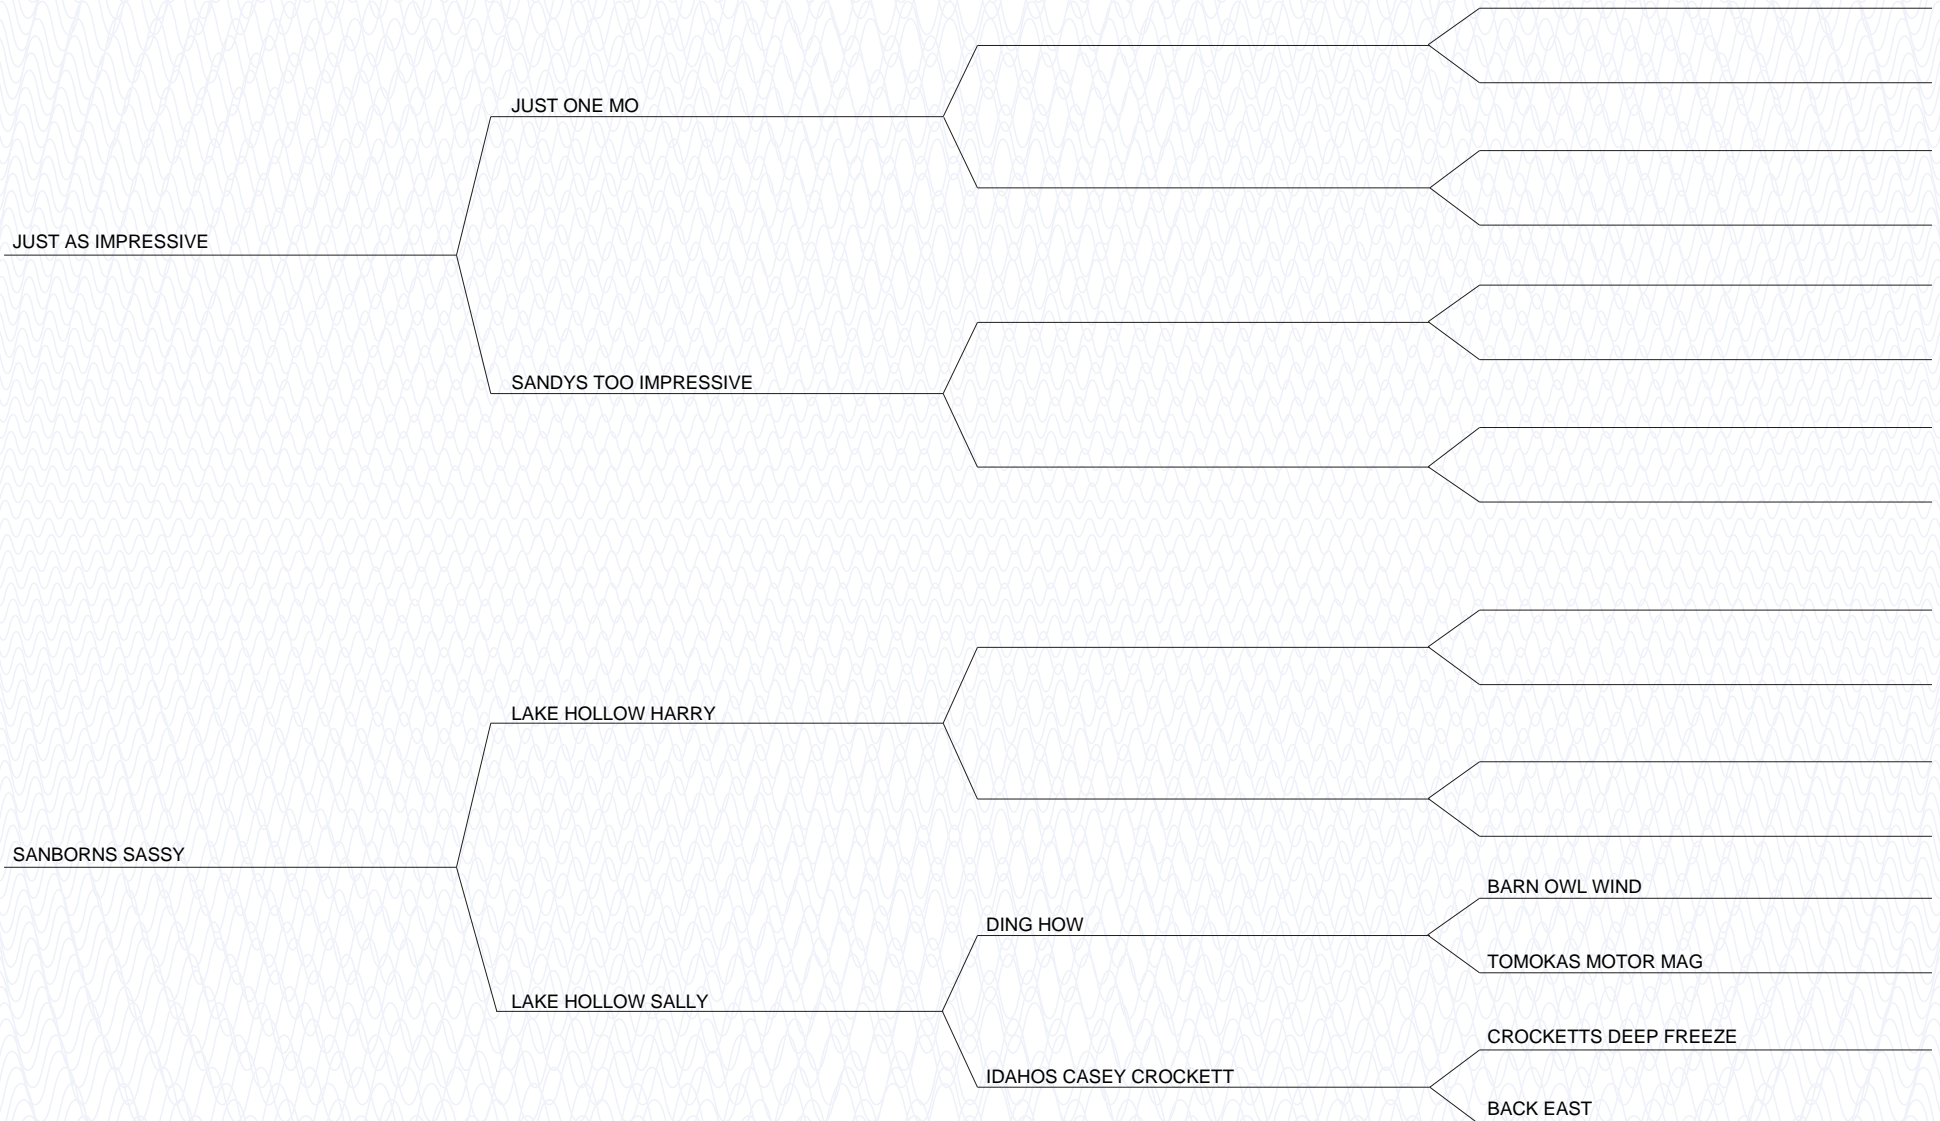 JUST ONE MO
JUST AS IMPRESSIVE
SANDYS TOO IMPRESSIVE
LAKE HOLLOW HARRY
SANBORNS SASSY
BARN OWL WIND
DING HOW
TOMOKAS MOTOR MAG
LAKE HOLLOW SALLY
CROCKETTS DEEP FREEZE
IDAHOS CASEY CROCKETT
BACK EAST